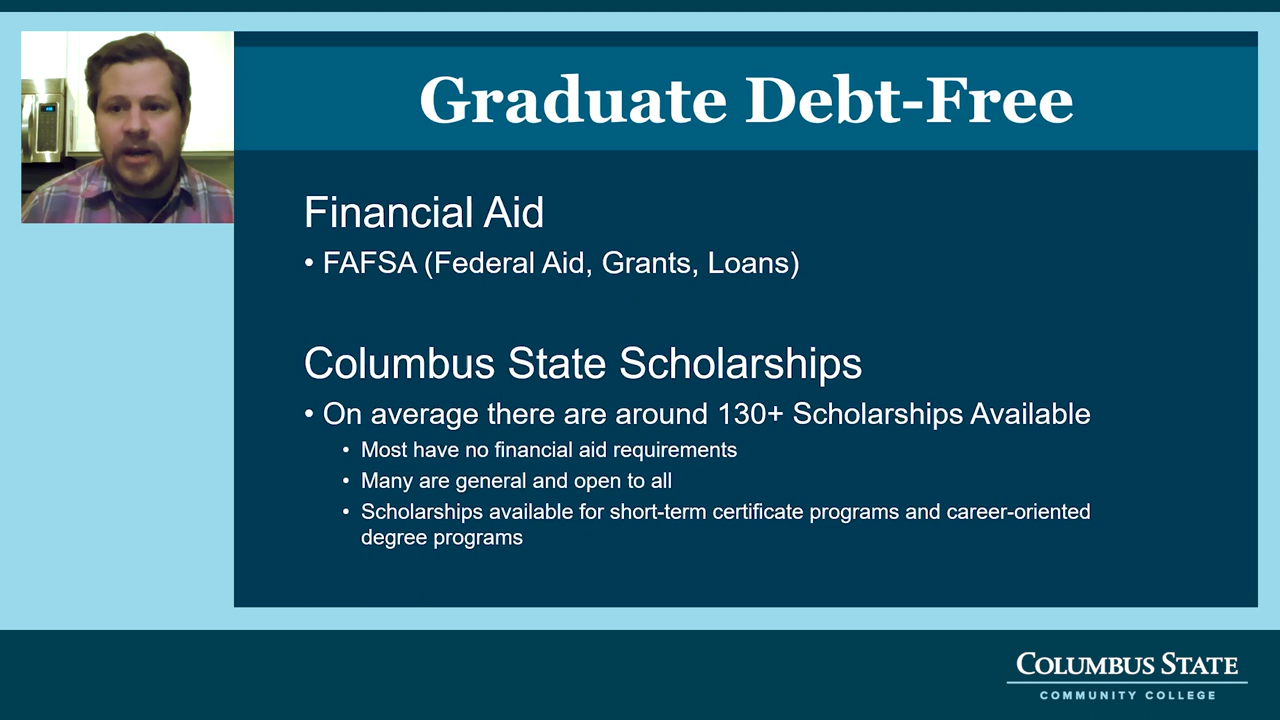 Graduate Debt-Free
Financial Aid
• FAFSA (Federal Aid, Grants, Loans)
Columbus State Scholarships
• On average there are around 130+ Scholarships Available
• Most have no financial aid requirements
• Many are general and open to all
• Scholarships available for short-term certificate programs and career-oriented
degree programs
COLUMBUS STATE
COMMUNITY COLLEGE